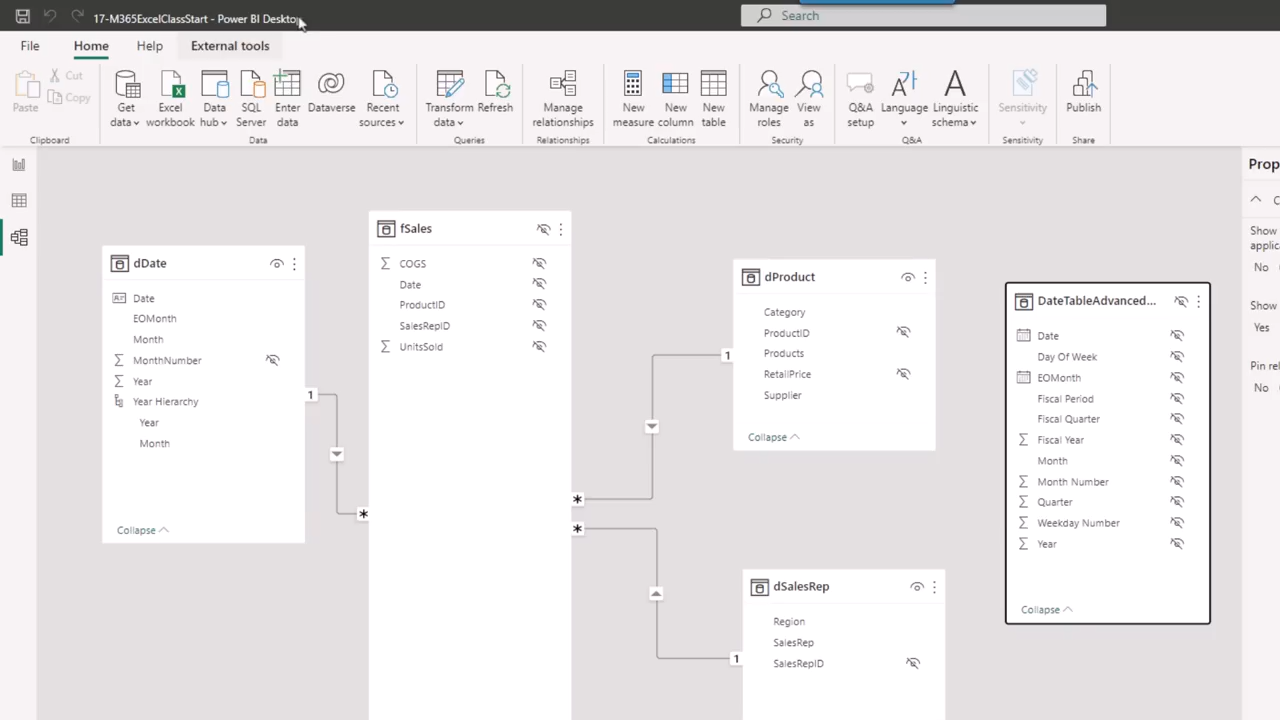 17-M365ExcelClassStart - Power BI Desktop
Search
File
Home
Help
External tools
Paste
Cut
Copy
Get
data
Excel
workbook
Data
hub
SQL
Server
Enter
data
Dataverse
Recent
sources
Transform
data
Refresh
Manage
relationships
New
measure
New
column
New
table
Manage
roles
View
as
Q&A
setup
Language
Linguistic
schema
Sensitivity
Publish
Clipboard
Data
Queries
Relationships
Calculations
Security
Q&A
Sensitivity
Share
dDate
Date
EOMonth
Month
MonthNumber
Year
Year Hierarchy
Year
Month
Collapse
1
*
fSales
COGS
Date
ProductID
SalesRepID
UnitsSold
*
*
1
1
dProduct
Category
ProductID
Products
RetailPrice
Supplier
Collapse
dSalesRep
Region
SalesRep
SalesRepID
DateTableAdvanced...
Date
Day Of Week
EOMonth
Fiscal Period
Fiscal Quarter
Fiscal Year
Month
Month Number
Quarter
Weekday Number
Year
Collapse
Prop
C
Show
applica
No
Show
Yes
Pin re
No